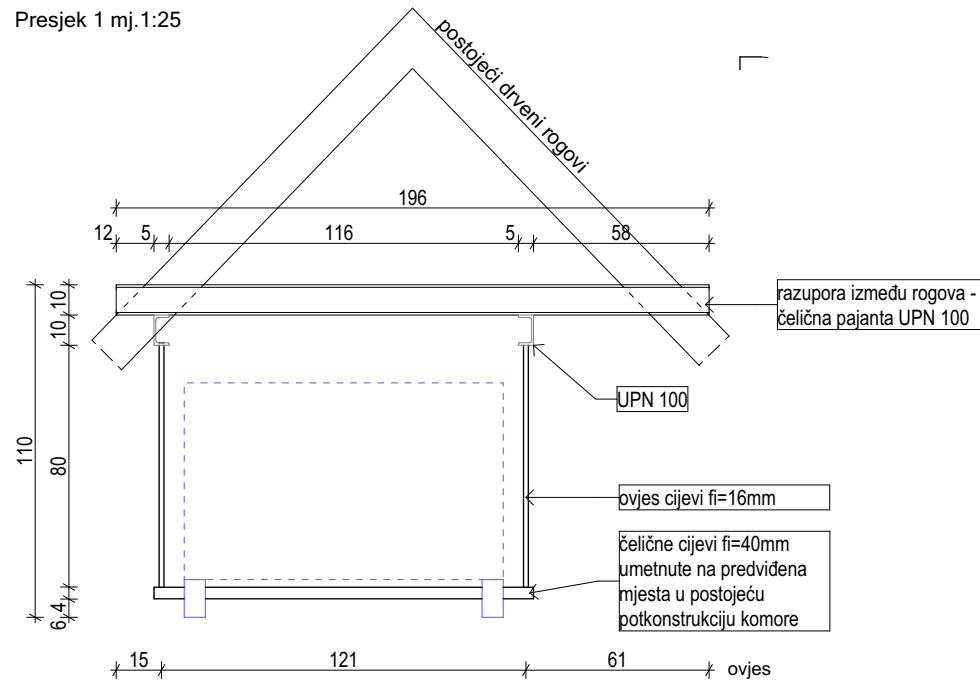 Presjek 1 mj.1:25
postojeći drveni rogovi
196
12
5
116
5
58
10
10
80
110
4
6
razupora između rogova -
čelična pajanta UPN 100
UPN 100
ovjes cijevi fi=16mm
čelične cijevi fi=40mm
umetnute na predviđena
mjesta u postojeću
potkonstrukciju komore
15
121
61
ovjes